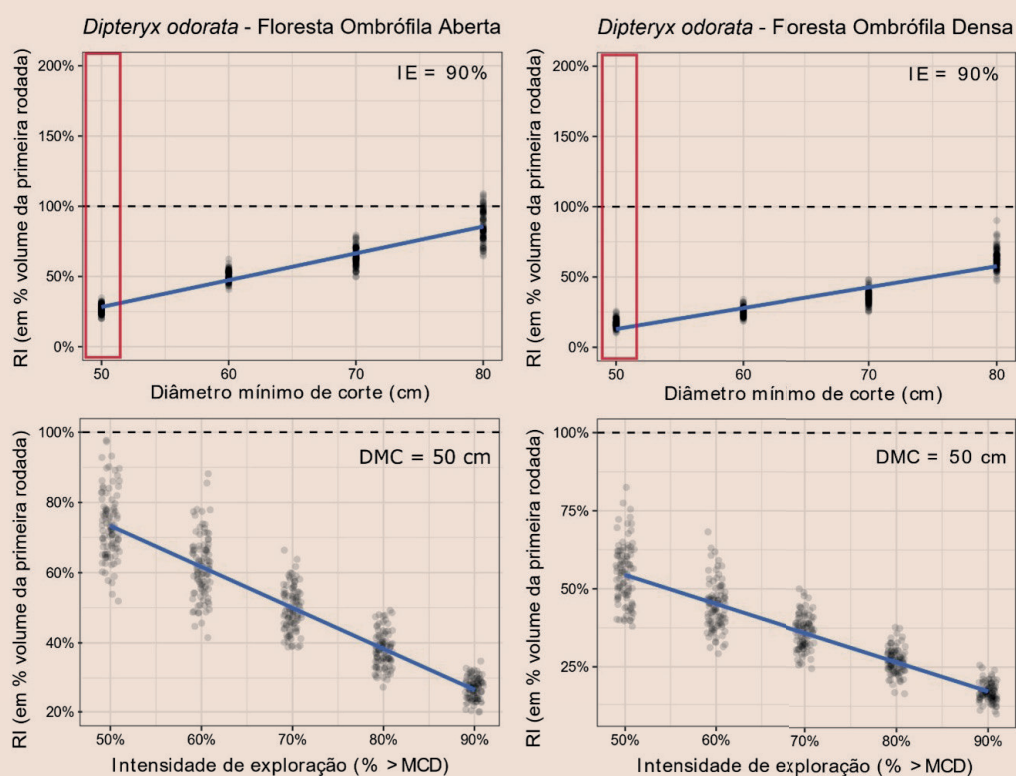 Dipteryx odorata - Floresta Ombrófila Aberta
RI (em % volume da primeira rodada)
200%
150%
100%
50%
0%
IE = 90%
50
60
70
80
Diâmetro mínimo de corte (cm)
Dipteryx odorata - Foresta Ombrófila Densa
RI (em % volume da primeira rodada)
200%
150%
100%
50%
0%
IE = 90%
50
60
70
80
Diâmetro mínimo de corte (cm)
RI (em % volume da primeira rodada)
100%
80%
60%
40%
20%
DMC = 50 cm
50%
60%
70%
80%
90%
Intensidade de exploração (% > MCD)
RI (em % volume da primeira rodada)
100%
75%
50%
25%
DMC = 50 cm
50%
60%
70%
80%
90%
Intensidade de exploração (% > MCD)